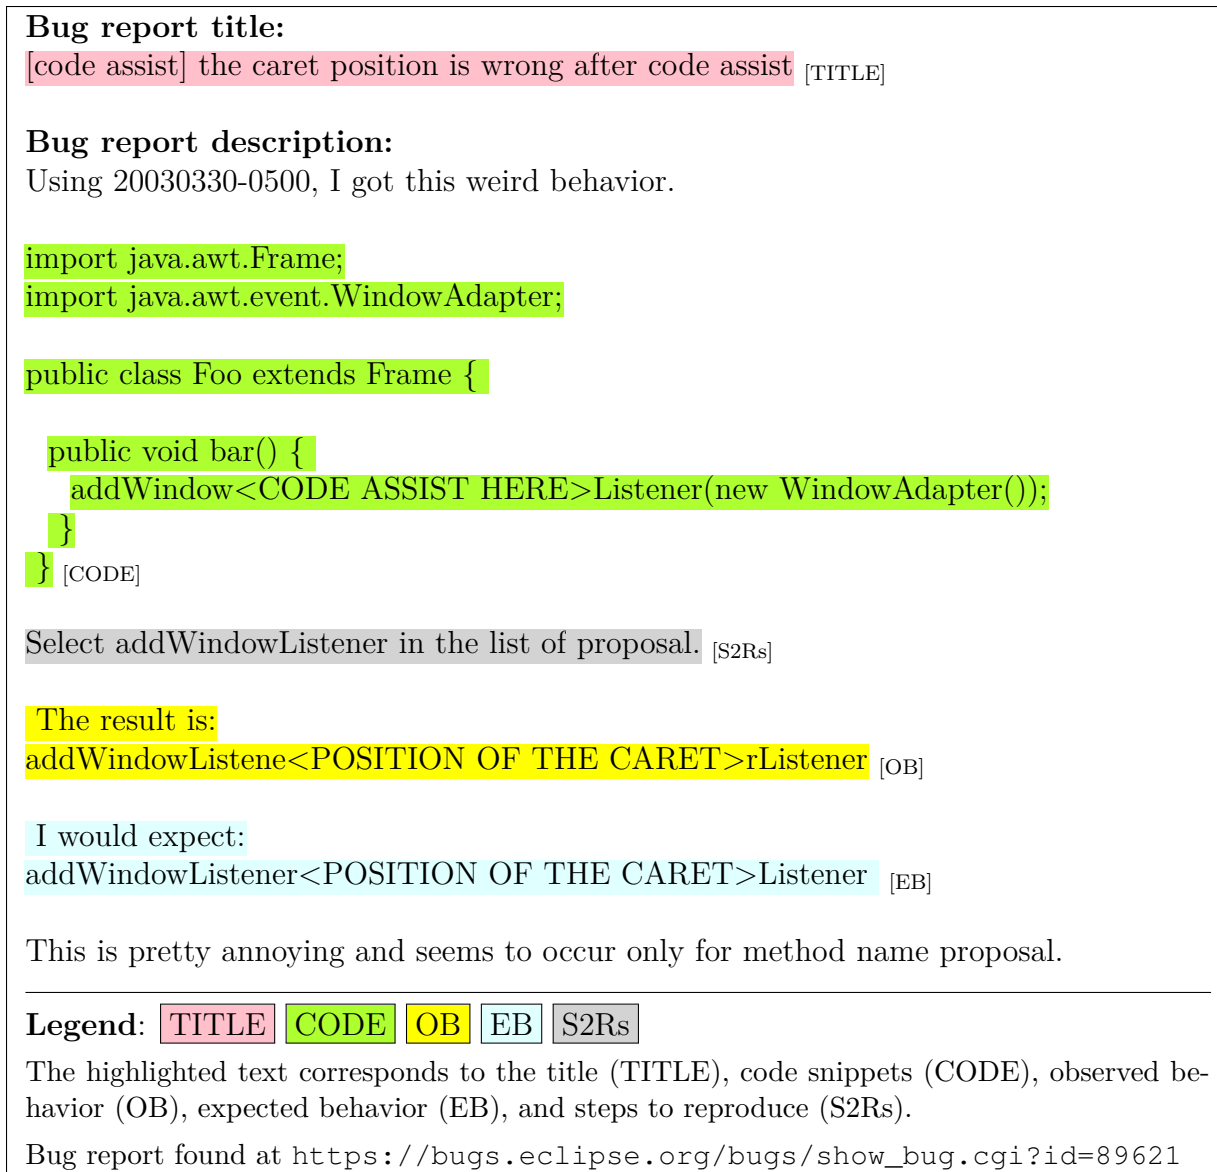 Bug report title:
[code assist] the caret position is wrong after code assist [TITLE]
Bug report description:
Using 20030330-0500, I got this weird behavior.
import java.awt.Frame;
import java.awt.event.WindowAdapter;
public class Foo extends Frame {
public void bar() {
addWindow<CODE ASSIST HERE>Listener(new WindowAdapter());
}
} [CODE]
Select addWindowListener in the list of proposal. [S2Rs]
The result is:
addWindowListene<POSITION OF THE CARET>rListener [OB]
I would expect:
addWindowListener<POSITION OF THE CARET>Listener [EB]
This is pretty annoying and seems to occur only for method name proposal.
Legend: TITLE CODE OB EB S2Rs
The highlighted text corresponds to the title (TITLE), code snippets (CODE), observed be-
havior (OB), expected behavior (EB), and steps to reproduce (S2Rs).
Bug report found at https://bugs.eclipse.org/bugs/show_bug.cgi?id=89621